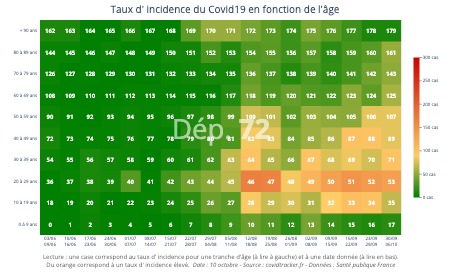 Taux d' incidence du Covid19 en fonction de l'âge
+ 90 ans 162 163 164 165 166 167 168 169 170 171 172 173 174 175 176 177 178 179
80 à 89 ans 144 145 146 147 148 149 150 151 152 153 154 155 156 157 158 159 160 161
70 à 79 ans 126 127 128 129 130 131 132 133 134 135 136 137 138 139 140 141 142 143
60 à 69 ans 108 109 110 111 112 113 114 115 116 117 118 119 120 121 122 123 124 125
50 à 59 ans 90 91 92 93 94 95 96 97 98 99 100 101 102 103 104 105 106 107
40 à 49 ans 72 73 74 75 76 77 78 81 83 84 85 86 87 88 89
Dép. 72
30 à 39 ans 54 55 56 57 58 59 60 61 62 63 64 65 66 67 68 69 70 71
20 à 29 ans 36 37 38 39 40 41 42 43 44 45 46 47 48 49 50 51 52 53
10 à 19 ans 18 19 20 21 22 23 24 25 26 27 28 29 30 31 32 33 34 35
0 à 9 ans 0 1 2 3 4 5 6 7 8 9 10 11 12 13 14 15 16 17
300 cas
250 cas
200 cas
150 cas
100 cas
50 cas
0 cas
Lecture : une case correspond au taux d' incidence pour une tranche d'âge (à lire à gauche) et à une date donnée (à lire en bas).
Du orange correspond à un taux d' incidence élevé. Date : 10 octobre - Source : covidtracker.fr - Données : Santé publique France